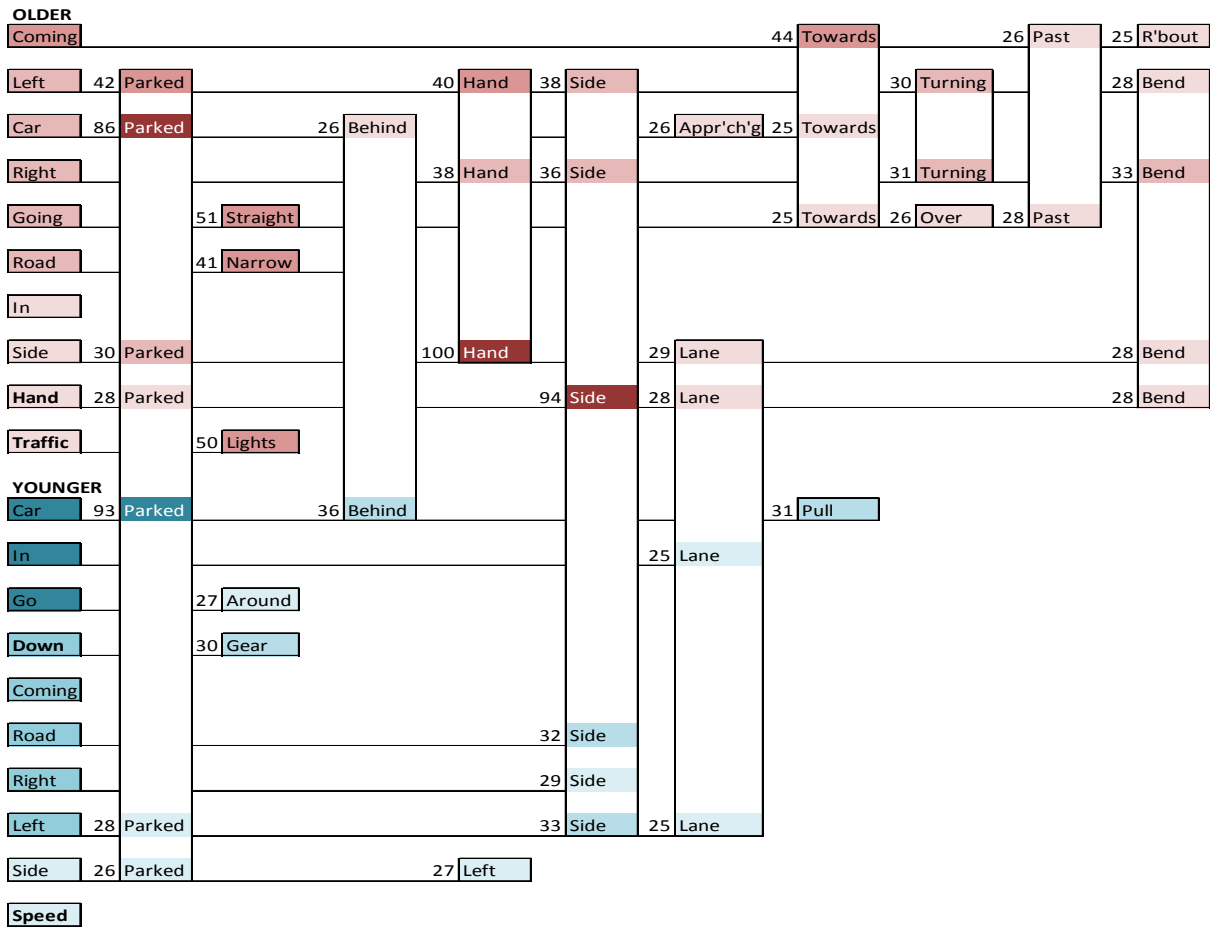 OLDER
Coming 44 Towards 26 Past 25 R'bout
Left 42 Parked 40 Hand 38 Side 30 Turning 28 Bend
Car 86 Parked 26 Behind 26 Appr'ch'g 25 Towards
Right 38 Hand 36 Side 31 Turning 33 Bend
Going 51 Straight 25 Towards 26 Over 28 Past
Road 41 Narrow
In
Side 30 Parked 100 Hand 29 Lane 28 Bend
Hand 28 Parked 94 Side 28 Lane 28 Bend
Traffic 50 Lights
YOUNGER
Car 93 Parked 36 Behind 31 Pull
In 25 Lane
Go 27 Around
Down 30 Gear
Coming
Road 32 Side
Right 29 Side
Left 28 Parked 33 Side 25 Lane
Side 26 Parked 27 Left
Speed